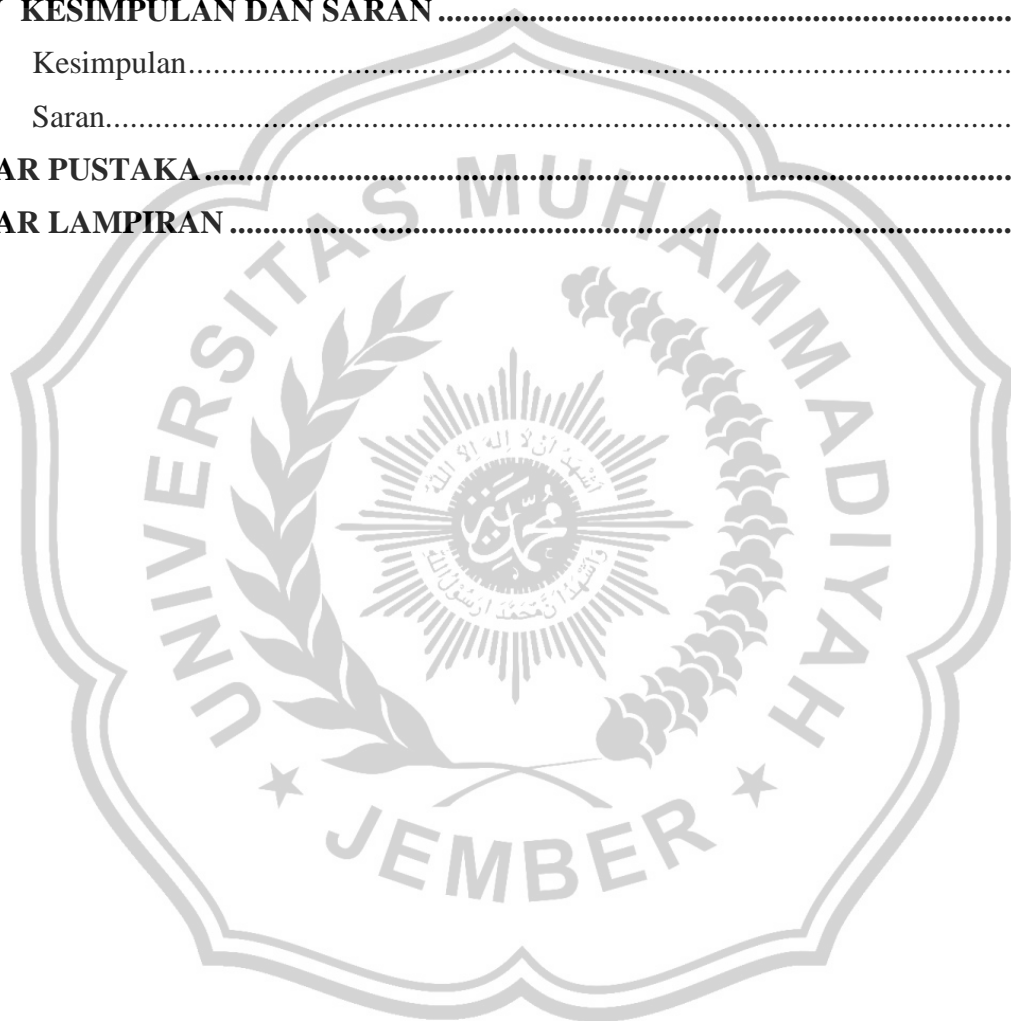 KESIMPULAN DAN SARAN ........................................................................
Kesimpulan........................................................................................................
Saran..................................................................................................................
AR PUSTAKA ......................................................................................................
AR LAMPIRAN ...................................................................................................
UNIVERSITAS MUHAMMADIYAH
JEMBER